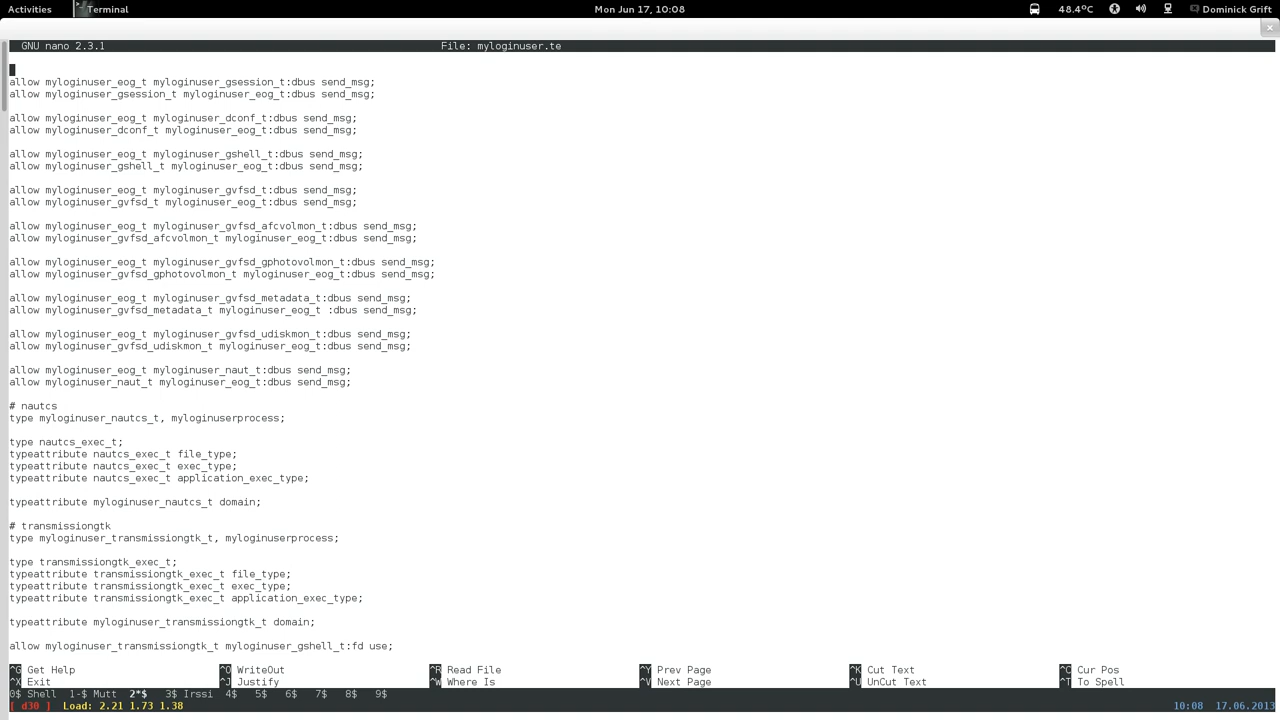 Activities Terminal Mon Jun 17, 10:08 48.4ºC Dominick Grift
GNU nano 2.3.1 File: myloginuser.te
allow myloginuser_eog_t myloginuser_gsession_t:dbus send_msg;
allow myloginuser_gsession_t myloginuser_eog_t:dbus send_msg;
allow myloginuser_eog_t myloginuser_dconf_t:dbus send_msg;
allow myloginuser_dconf_t myloginuser_eog_t:dbus send_msg;
allow myloginuser_eog_t myloginuser_gshell_t:dbus send_msg;
allow myloginuser_gshell_t myloginuser_eog_t:dbus send_msg;
allow myloginuser_eog_t myloginuser_gvfsd_t:dbus send_msg;
allow myloginuser_gvfsd_t myloginuser_eog_t:dbus send_msg;
allow myloginuser_eog_t myloginuser_gvfsd_afcvolmon_t:dbus send_msg;
allow myloginuser_gvfsd_afcvolmon_t myloginuser_eog_t:dbus send_msg;
allow myloginuser_eog_t myloginuser_gvfsd_gphotovolmon_t:dbus send_msg;
allow myloginuser_gvfsd_gphotovolmon_t myloginuser_eog_t:dbus send_msg;
allow myloginuser_eog_t myloginuser_gvfsd_metadata_t:dbus send_msg;
allow myloginuser_gvfsd_metadata_t myloginuser_eog_t :dbus send_msg;
allow myloginuser_eog_t myloginuser_gvfsd_udiskmon_t:dbus send_msg;
allow myloginuser_gvfsd_udiskmon_t myloginuser_eog_t:dbus send_msg;
allow myloginuser_eog_t myloginuser_naut_t:dbus send_msg;
allow myloginuser_naut_t myloginuser_eog_t:dbus send_msg;
# nautcs
type myloginuser_nautcs_t, myloginuserprocess;
type nautcs_exec_t;
typeattribute nautcs_exec_t file_type;
typeattribute nautcs_exec_t exec_type;
typeattribute nautcs_exec_t application_exec_type;
typeattribute myloginuser_nautcs_t domain;
# transmissiongtk
type myloginuser_transmissiongtk_t, myloginuserprocess;
type transmissiongtk_exec_t;
typeattribute transmissiongtk_exec_t file_type;
typeattribute transmissiongtk_exec_t exec_type;
typeattribute transmissiongtk_exec_t application_exec_type;
typeattribute myloginuser_transmissiongtk_t domain;
allow myloginuser_transmissiongtk_t myloginuser_gshell_t:fd use;
^G Get Help ^O WriteOut ^R Read File ^Y Prev Page ^K Cut Text ^C Cur Pos
^X Exit ^J Justify ^W Where Is ^V Next Page ^U UnCut Text ^T To Spell
0$ Shell 1-$ Mutt 2*$ 3$ Irssi 4$ 5$ 6$ 7$ 8$ 9$
[ d30 ] Load: 2.21 1.73 1.38 10:08 17.06.2013